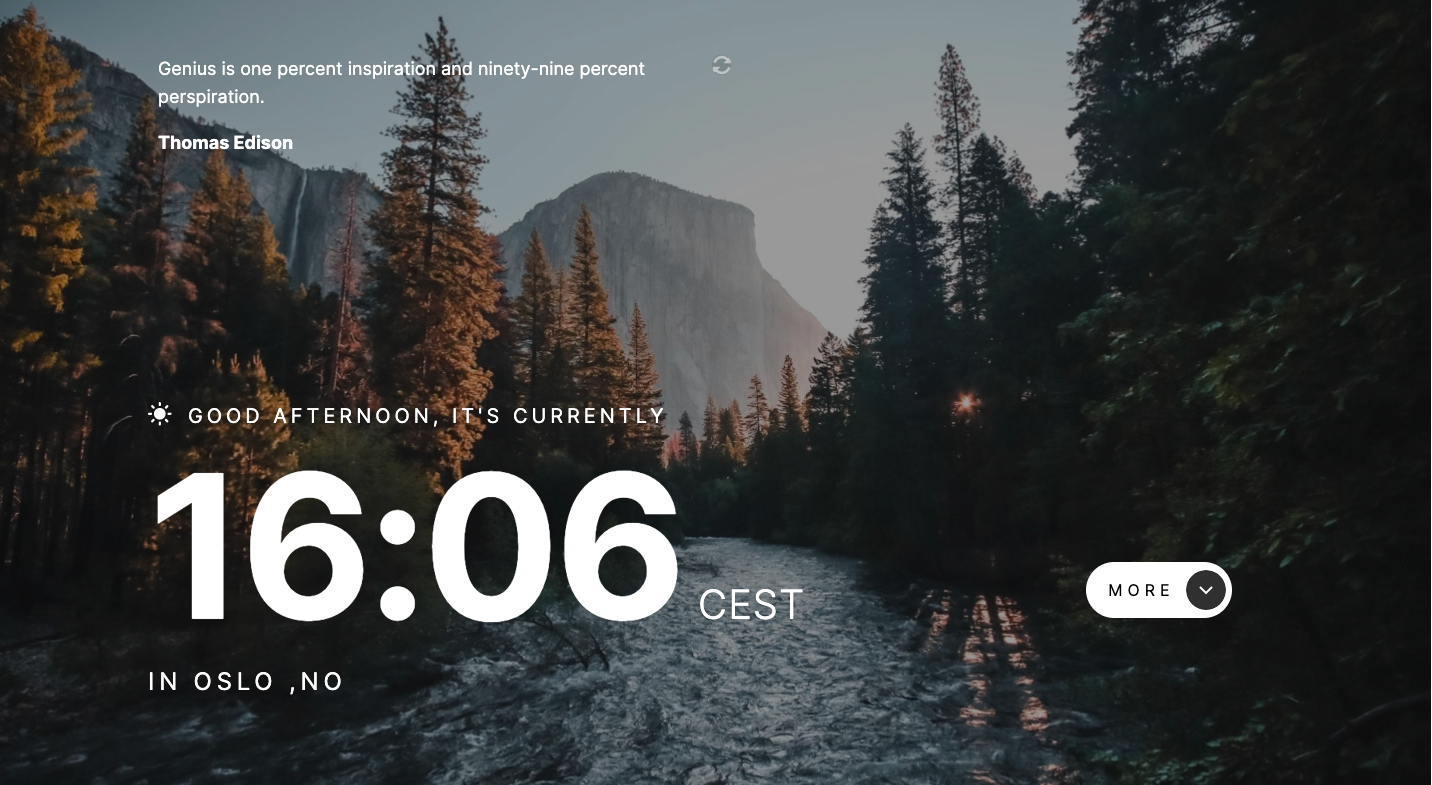 Genius is one percent inspiration and ninety-nine percent
perspiration.
Thomas Edison
GOOD AFTERNOON, IT'S CURRENTLY
16:06 CEST
MORE
IN OSLO ,NO